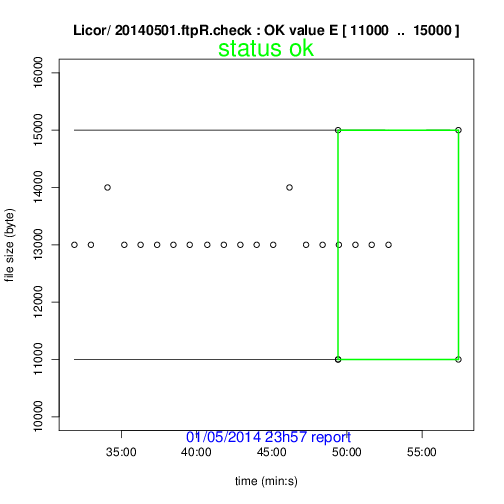 Licor/ 20140501.ftpR.check : OK value E [ 11000 .. 15000 ]
status ok
16000
15000
14000
13000
12000
11000
10000
file size (byte)
01/05/2014 23h57 report
35:00 40:00 45:00 50:00 55:00
time (min:s)